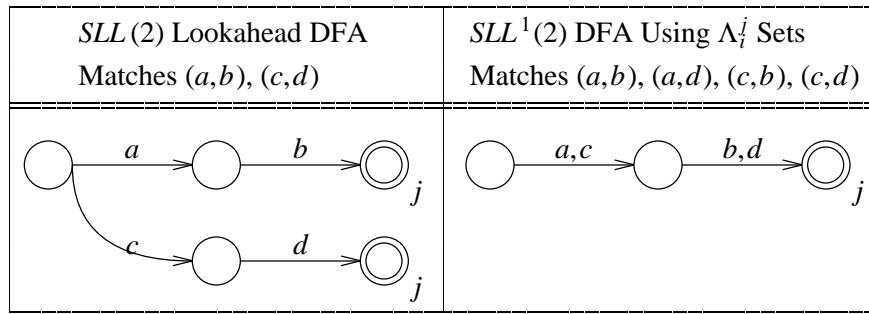 SLL(2) Lookahead DFA
Matches (a,b), (c,d)
SLL¹(2) DFA Using Λᵢʲ Sets
Matches (a,b), (a,d), (c,b), (c,d)
a
b
j
c
d
j
a,c
b,d
j